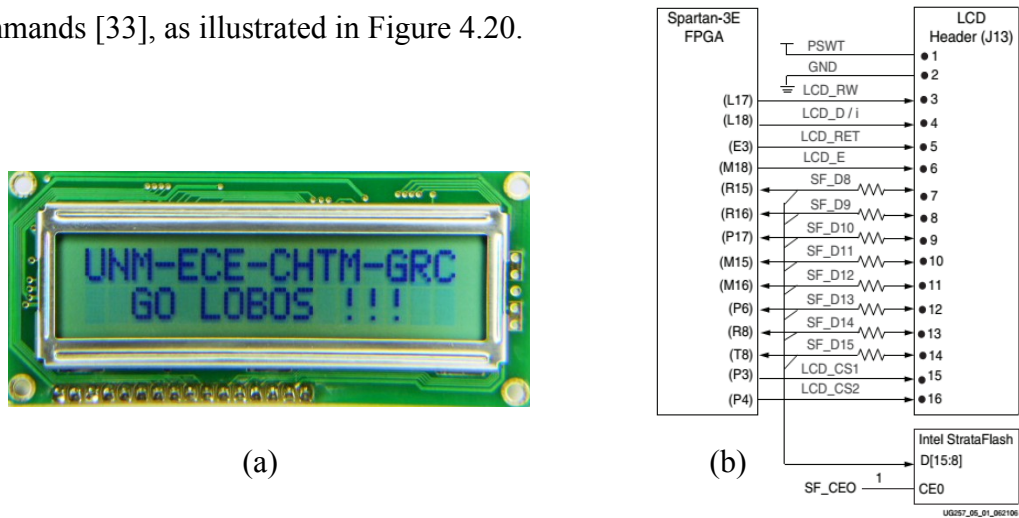 mmands [33], as illustrated in Figure 4.20.
UNM-ECE-CHTM-GRC
GO LOBOS !!!
(a)
Spartan-3E
FPGA
LCD
Header (J13)
PSWT
1
GND
2
(L17) LCD_RW 3
(L18) LCD_D / i 4
(E3) LCD_RET 5
(M18) LCD_E 6
(R15) SF_D8 7
(R16) SF_D9 8
(P17) SF_D10 9
(M15) SF_D11 10
(M16) SF_D12 11
(P6) SF_D13 12
(R8) SF_D14 13
(T8) SF_D15 14
(P3) LCD_CS1 15
(P4) LCD_CS2 16
(b)
Intel StrataFlash
D[15:8]
SF_CEO 1 CE0
UG257_05_01_062106